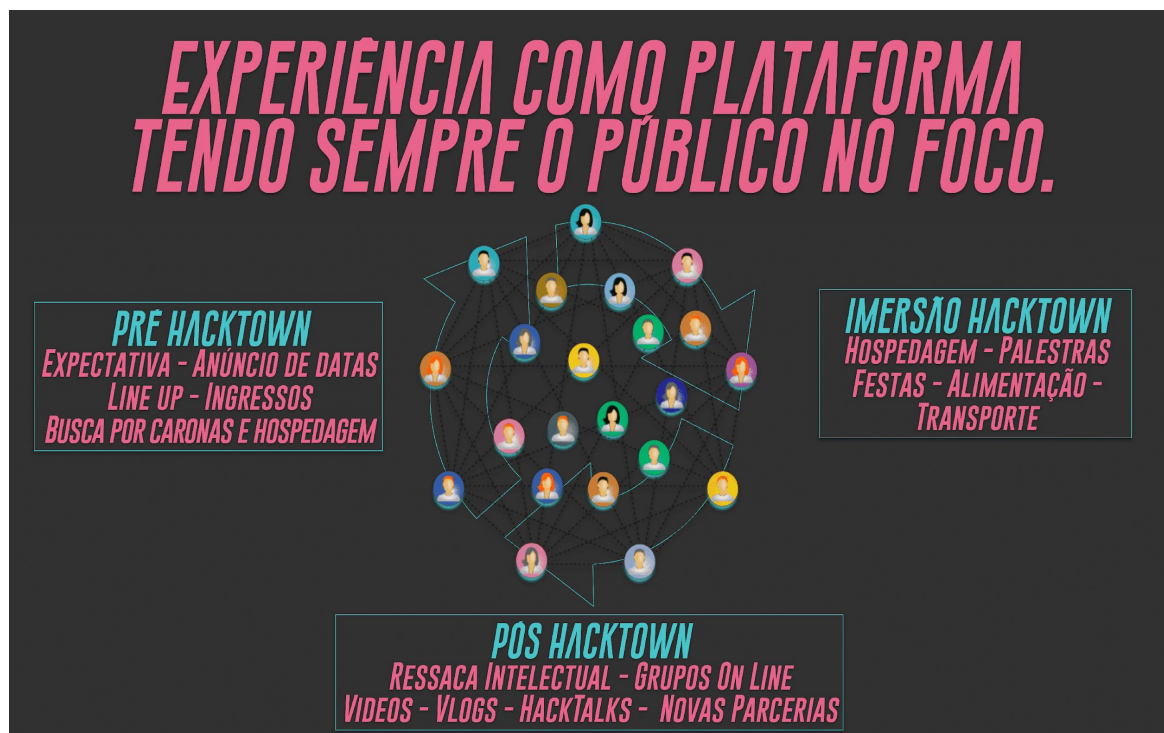 EXPERIÊNCIA COMO PLATAFORMA
TENDO SEMPRE O PÚBLICO NO FOCO.
PRÉ HACKTOWN
EXPECTATIVA - ANÚNCIO DE DATAS
LINE UP - INGRESSOS
BUSCA POR CARONAS E HOSPEDAGEM
IMERSÃO HACKTOWN
HOSPEDAGEM - PALESTRAS
FESTAS - ALIMENTAÇÃO -
TRANSPORTE
PÓS HACKTOWN
RESSACA INTELECTUAL - GRUPOS ON LINE
VIDEOS - VLOGS - HACKTALKS - NOVAS PARCERIAS